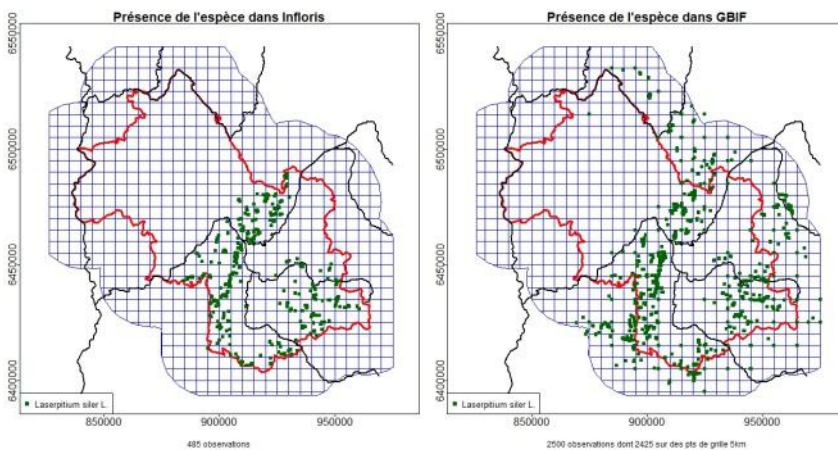 Présence de l'espèce dans Infloris
6550000
6500000
6450000
6400000
Laserpitium siler L.
850000 900000 950000
485 observations
Présence de l'espèce dans GBIF
6550000
6500000
6450000
6400000
Laserpitium siler L.
850000 900000 950000
2500 observations dont 2425 sur des pts de grille 5km